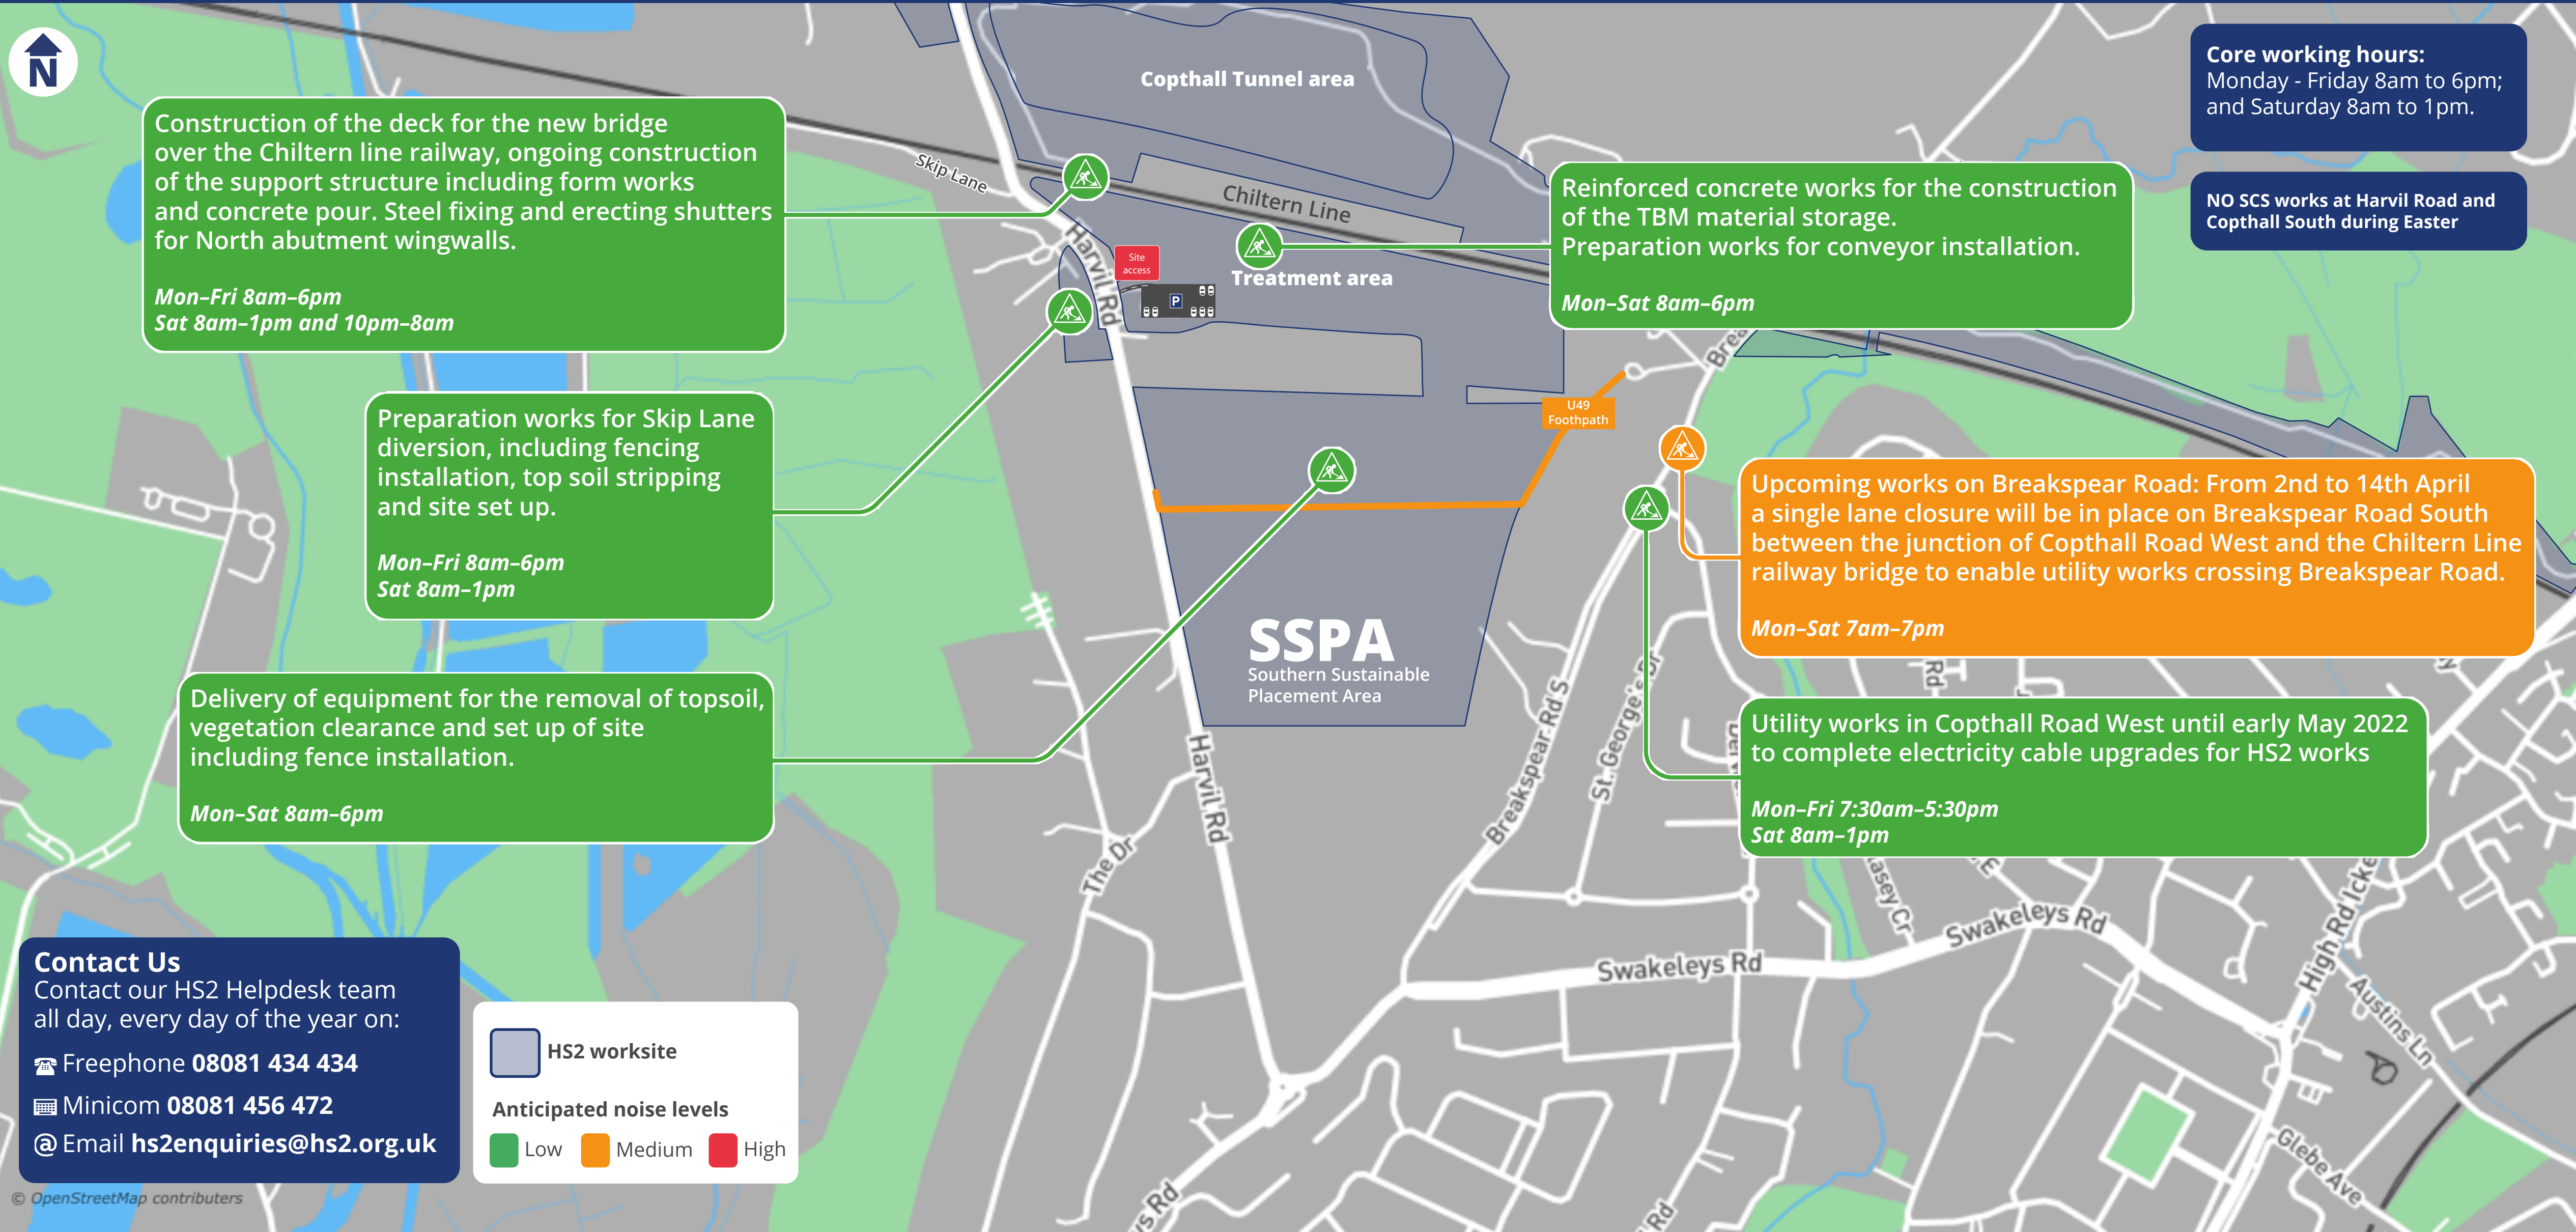 N
Copthall Tunnel area
Core working hours:
Monday - Friday 8am to 6pm;
and Saturday 8am to 1pm.
NO SCS works at Harvil Road and
Copthall South during Easter
Construction of the deck for the new bridge
over the Chiltern line railway, ongoing construction
of the support structure including form works
and concrete pour. Steel fixing and erecting shutters
for North abutment wingwalls.
Mon–Fri 8am–6pm
Sat 8am–1pm and 10pm–8am
Skip Lane
Chiltern Line
Reinforced concrete works for the construction
of the TBM material storage.
Preparation works for conveyor installation.
Mon–Sat 8am–6pm
Harvil Rd
Site
access
P
Treatment area
Brea
U49
Foothpath
Preparation works for Skip Lane
diversion, including fencing
installation, top soil stripping
and site set up.
Mon–Fri 8am–6pm
Sat 8am–1pm
Upcoming works on Breakspear Road: From 2nd to 14th April
a single lane closure will be in place on Breakspear Road South
between the junction of Copthall Road West and the Chiltern Line
railway bridge to enable utility works crossing Breakspear Road.
Mon–Sat 7am–7pm
SSPA
Southern Sustainable
Placement Area
Delivery of equipment for the removal of topsoil,
vegetation clearance and set up of site
including fence installation.
Mon–Sat 8am–6pm
Rd
Utility works in Copthall Road West until early May 2022
to complete electricity cable upgrades for HS2 works
Mon–Fri 7:30am–5:30pm
Sat 8am–1pm
Harvil Rd
Breakspear Rd S
St. George's Dr
The Dr
asey Cr
E
Swakeleys Rd
Swakeleys Rd
High Rd Icke
Austins Ln
Glebe Ave
ys Rd
Rd
Contact Us
Contact our HS2 Helpdesk team
all day, every day of the year on:
Freephone 08081 434 434
Minicom 08081 456 472
@ Email hs2enquiries@hs2.org.uk
HS2 worksite
Anticipated noise levels
Low Medium High
© OpenStreetMap contributers